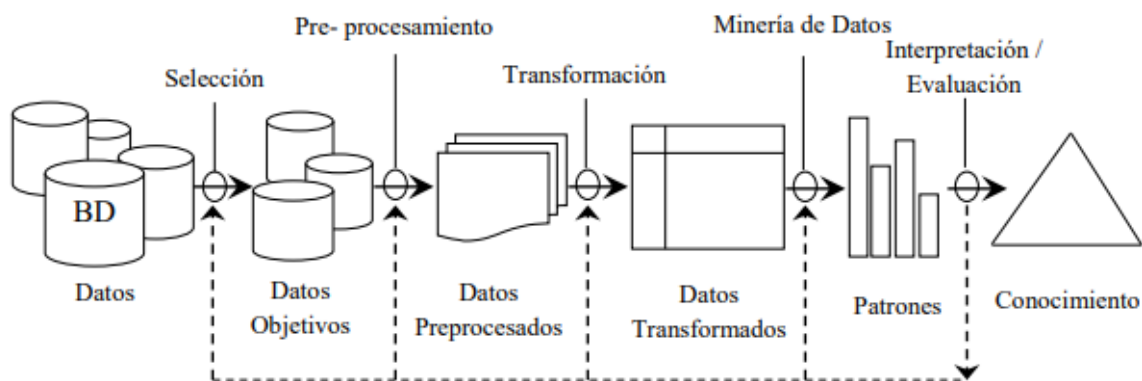 Pre- procesamiento
Minería de Datos
Interpretación /
Evaluación
Selección
Transformación
BD
Datos
Datos
Objetivos
Datos
Preprocesados
Datos
Transformados
Patrones
Conocimiento